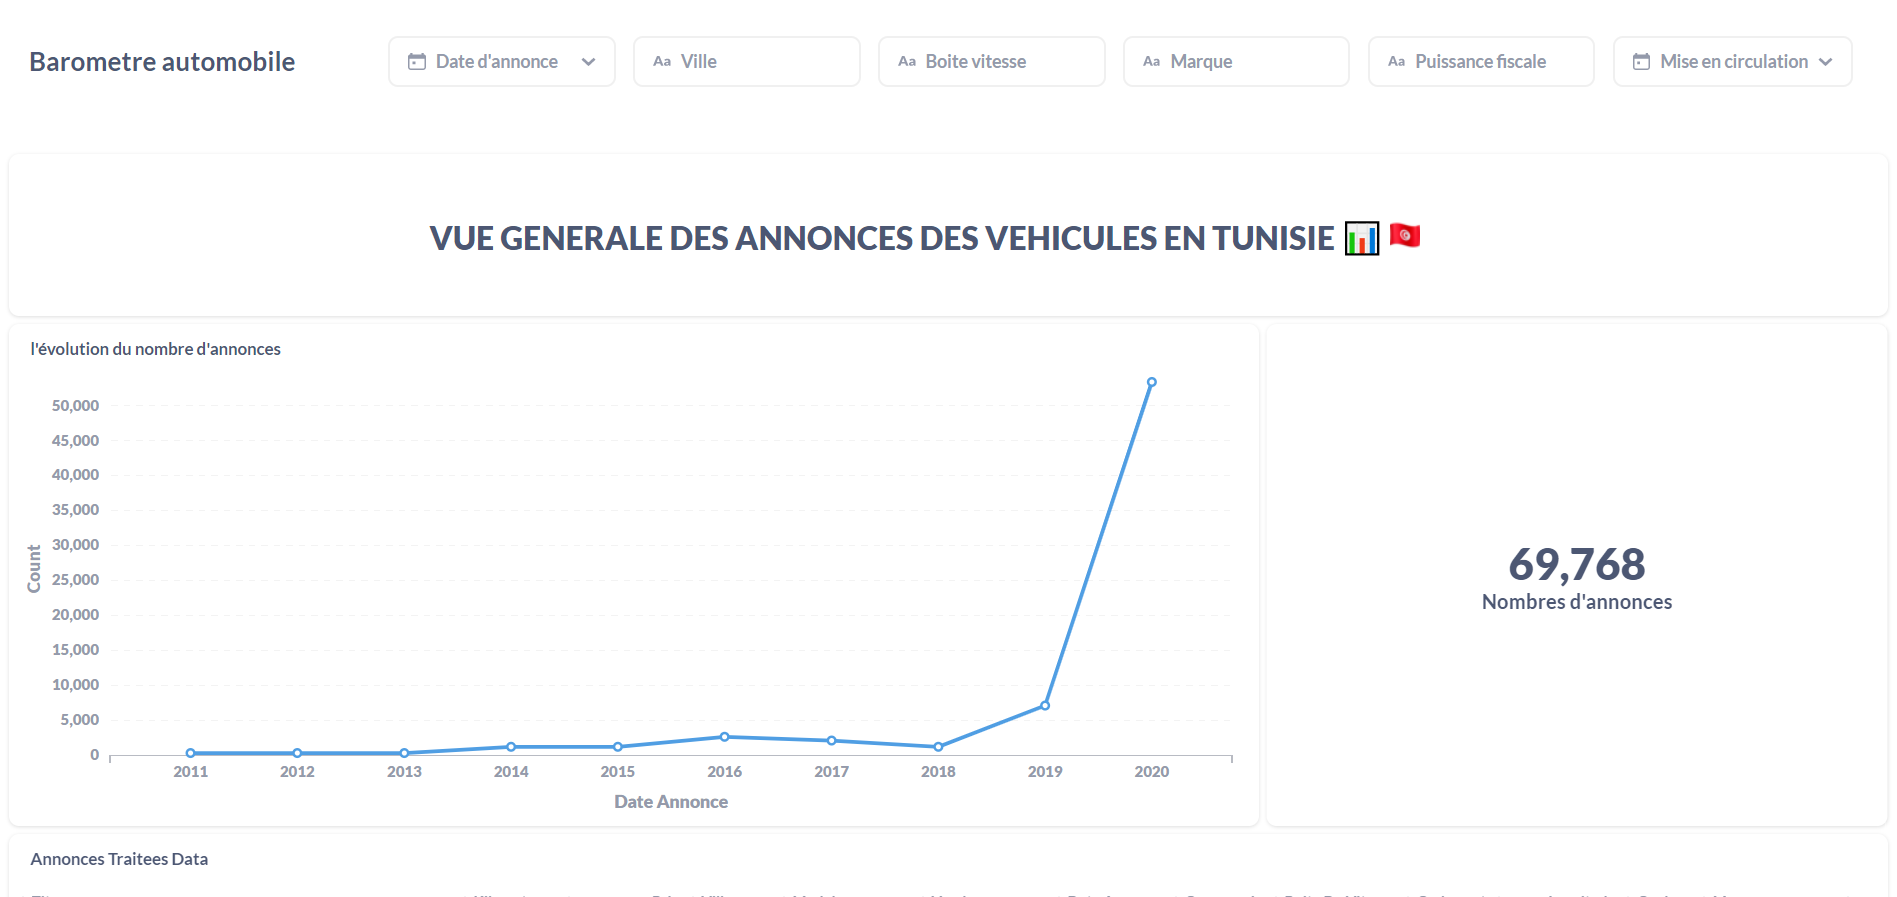 Barometre automobile
Date d'annonce
Aa Ville
Aa Boite vitesse
Aa Marque
Aa Puissance fiscale
Mise en circulation
VUE GENERALE DES ANNONCES DES VEHICULES EN TUNISIE
l'évolution du nombre d'annonces
50,000
45,000
40,000
35,000
30,000
25,000
20,000
15,000
10,000
5,000
0
Count
2011 2012 2013 2014 2015 2016 2017 2018 2019 2020
Date Annonce
69,768
Nombres d'annonces
Annonces Traitees Data